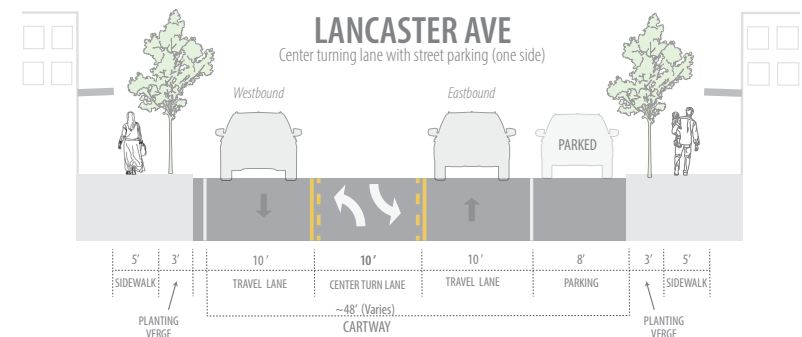 LANCASTER AVE
Center turning lane with street parking (one side)
Westbound
Eastbound
PARKED
5’ 3’ 10 ’ 10 ’ 10 ’ 8’ 3’ 5’
SIDEWALK TRAVEL LANE CENTER TURN LANE TRAVEL LANE PARKING SIDEWALK
~48’ (Varies)
CARTWAY
PLANTING
VERGE
PLANTING
VERGE